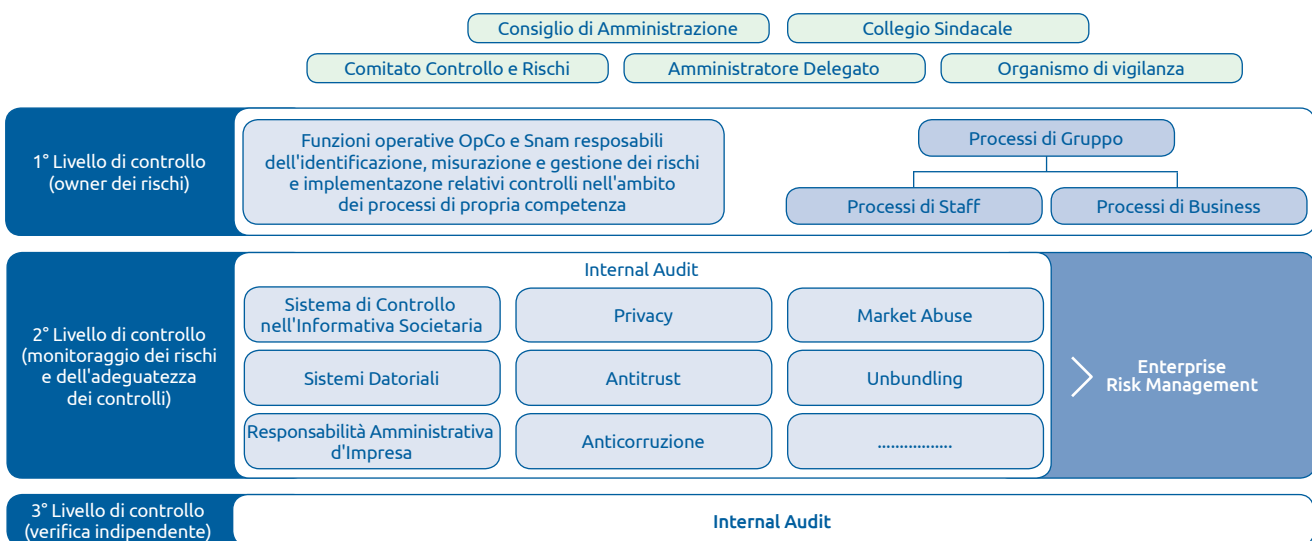 Consiglio di Amministrazione
Collegio Sindacale
Comitato Controllo e Rischi
Amministratore Delegato
Organismo di vigilanza
1° Livello di controllo
(owner dei rischi)
Funzioni operative OpCo e Snam resposabili
dell'identificazione, misurazione e gestione dei rischi
e implementazone relativi controlli nell'ambito
dei processi di propria competenza
Processi di Gruppo
Processi di Staff
Processi di Business
2° Livello di controllo
(monitoraggio dei rischi
e dell'adeguatezza
dei controlli)
Internal Audit
Sistema di Controllo
nell'Informativa Societaria
Privacy
Market Abuse
Sistemi Datoriali
Antitrust
Unbundling
Responsabilità Amministrativa
d'Impresa
Anticorruzione
................
Enterprise
Risk Management
3° Livello di controllo
(verifica indipendente)
Internal Audit